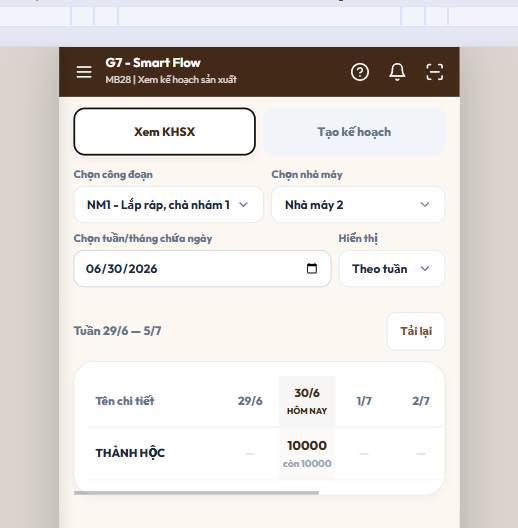 G7 - Smart Flow
MB28 | Xem kế hoạch sản xuất
Xem KHSX
Tạo kế hoạch
Chọn công đoạn
Chọn nhà máy
NM1 - Lắp ráp, chà nhám 1
Nhà máy 2
Chọn tuần/tháng chứa ngày
Hiển thị
06/30/2026
Theo tuần
Tuần 29/6 — 5/7
Tải lại
Tên chi tiết
29/6
30/6
HÔM NAY
1/7
2/7
THÀNH HỘC
—
10000
còn 10000
—
—